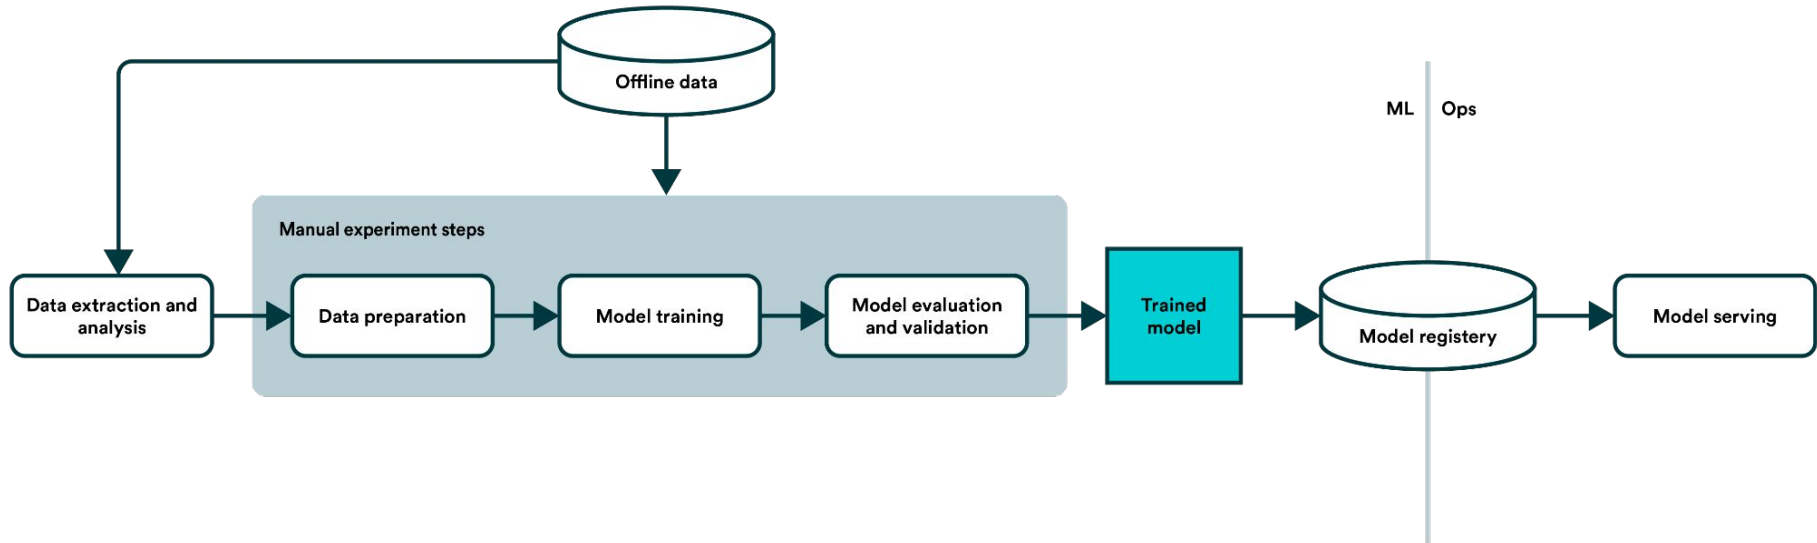 Offline data
ML
Ops
Manual experiment steps
Data extraction and
analysis
Data preparation
Model training
Model evaluation
and validation
Trained
model
Model registery
Model serving